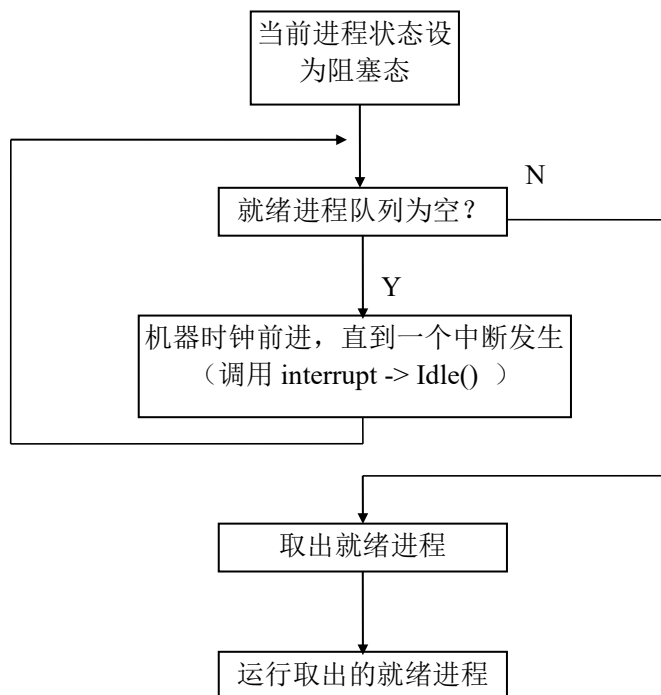 当前进程状态设
为阻塞态
N
就绪进程队列为空？
Y
机器时钟前进，直到一个中断发生
（调用 interrupt -> Idle() ）
取出就绪进程
运行取出的就绪进程